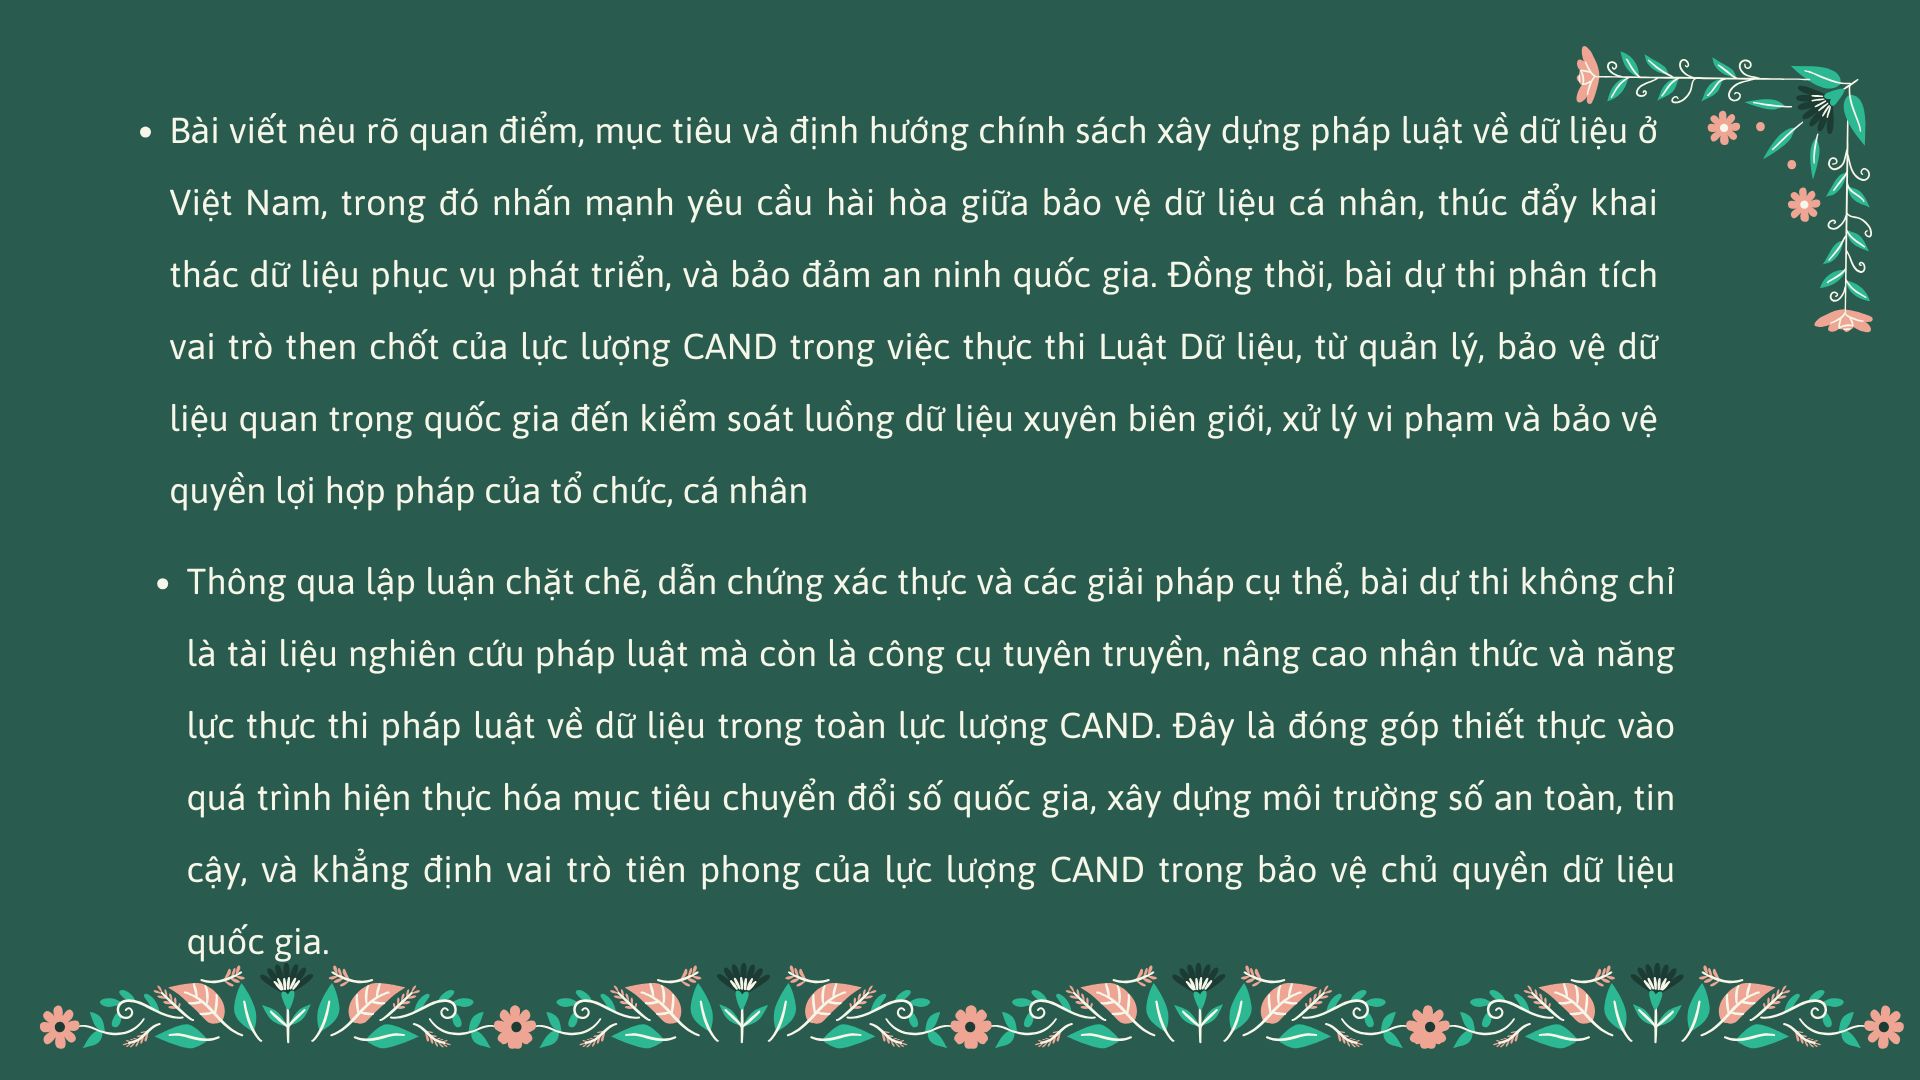 • Bài viết nêu rõ quan điểm, mục tiêu và định hướng chính sách xây dựng pháp luật về dữ liệu ở
Việt Nam, trong đó nhấn mạnh yêu cầu hài hòa giữa bảo vệ dữ liệu cá nhân, thúc đẩy khai
thác dữ liệu phục vụ phát triển, và bảo đảm an ninh quốc gia. Đồng thời, bài dự thi phân tích
vai trò then chốt của lực lượng CAND trong việc thực thi Luật Dữ liệu, từ quản lý, bảo vệ dữ
liệu quan trọng quốc gia đến kiểm soát luồng dữ liệu xuyên biên giới, xử lý vi phạm và bảo vệ
quyền lợi hợp pháp của tổ chức, cá nhân
• Thông qua lập luận chặt chẽ, dẫn chứng xác thực và các giải pháp cụ thể, bài dự thi không chỉ
là tài liệu nghiên cứu pháp luật mà còn là công cụ tuyên truyền, nâng cao nhận thức và năng
lực thực thi pháp luật về dữ liệu trong toàn lực lượng CAND. Đây là đóng góp thiết thực vào
quá trình hiện thực hóa mục tiêu chuyển đổi số quốc gia, xây dựng môi trường số an toàn, tin
cậy, và khẳng định vai trò tiên phong của lực lượng CAND trong bảo vệ chủ quyền dữ liệu
quốc gia.